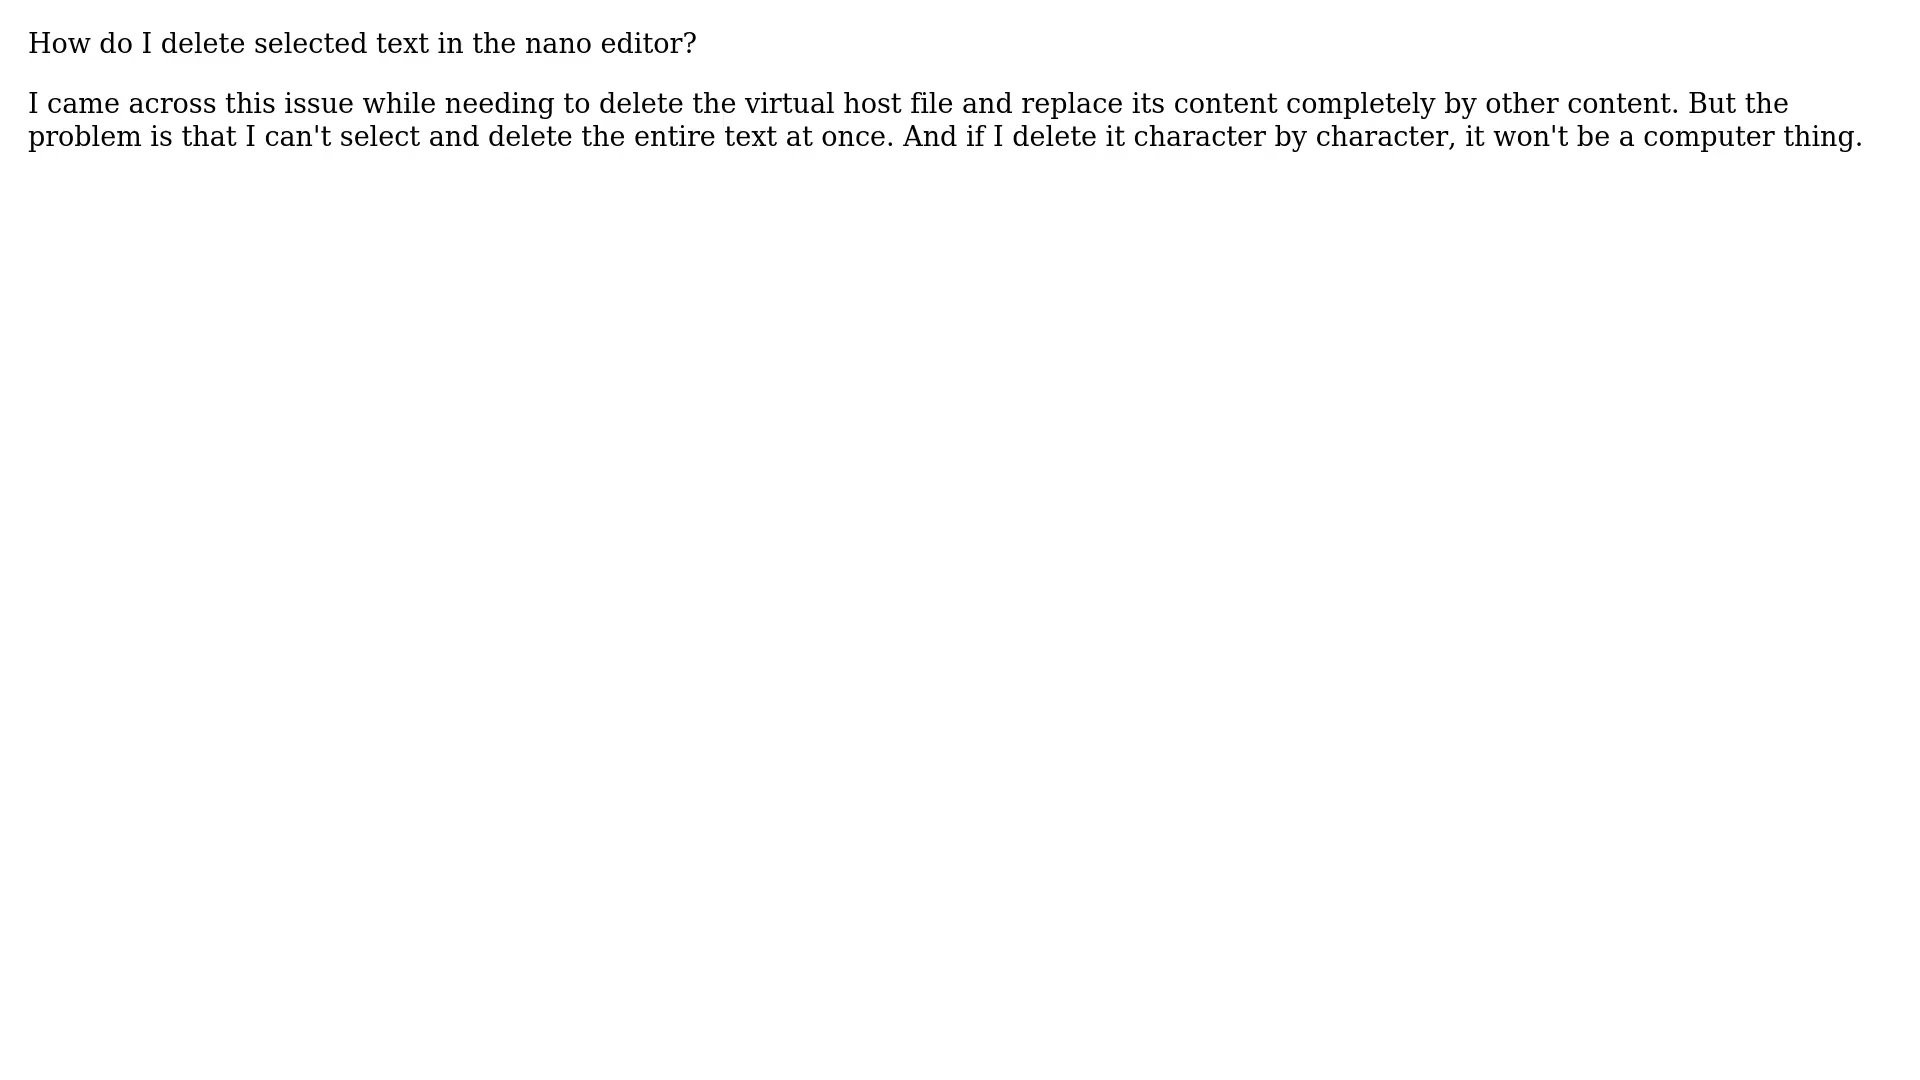 How do I delete selected text in the nano editor?
I came across this issue while needing to delete the virtual host file and replace its content completely by other content. But the
problem is that I can't select and delete the entire text at once. And if I delete it character by character, it won't be a computer thing.